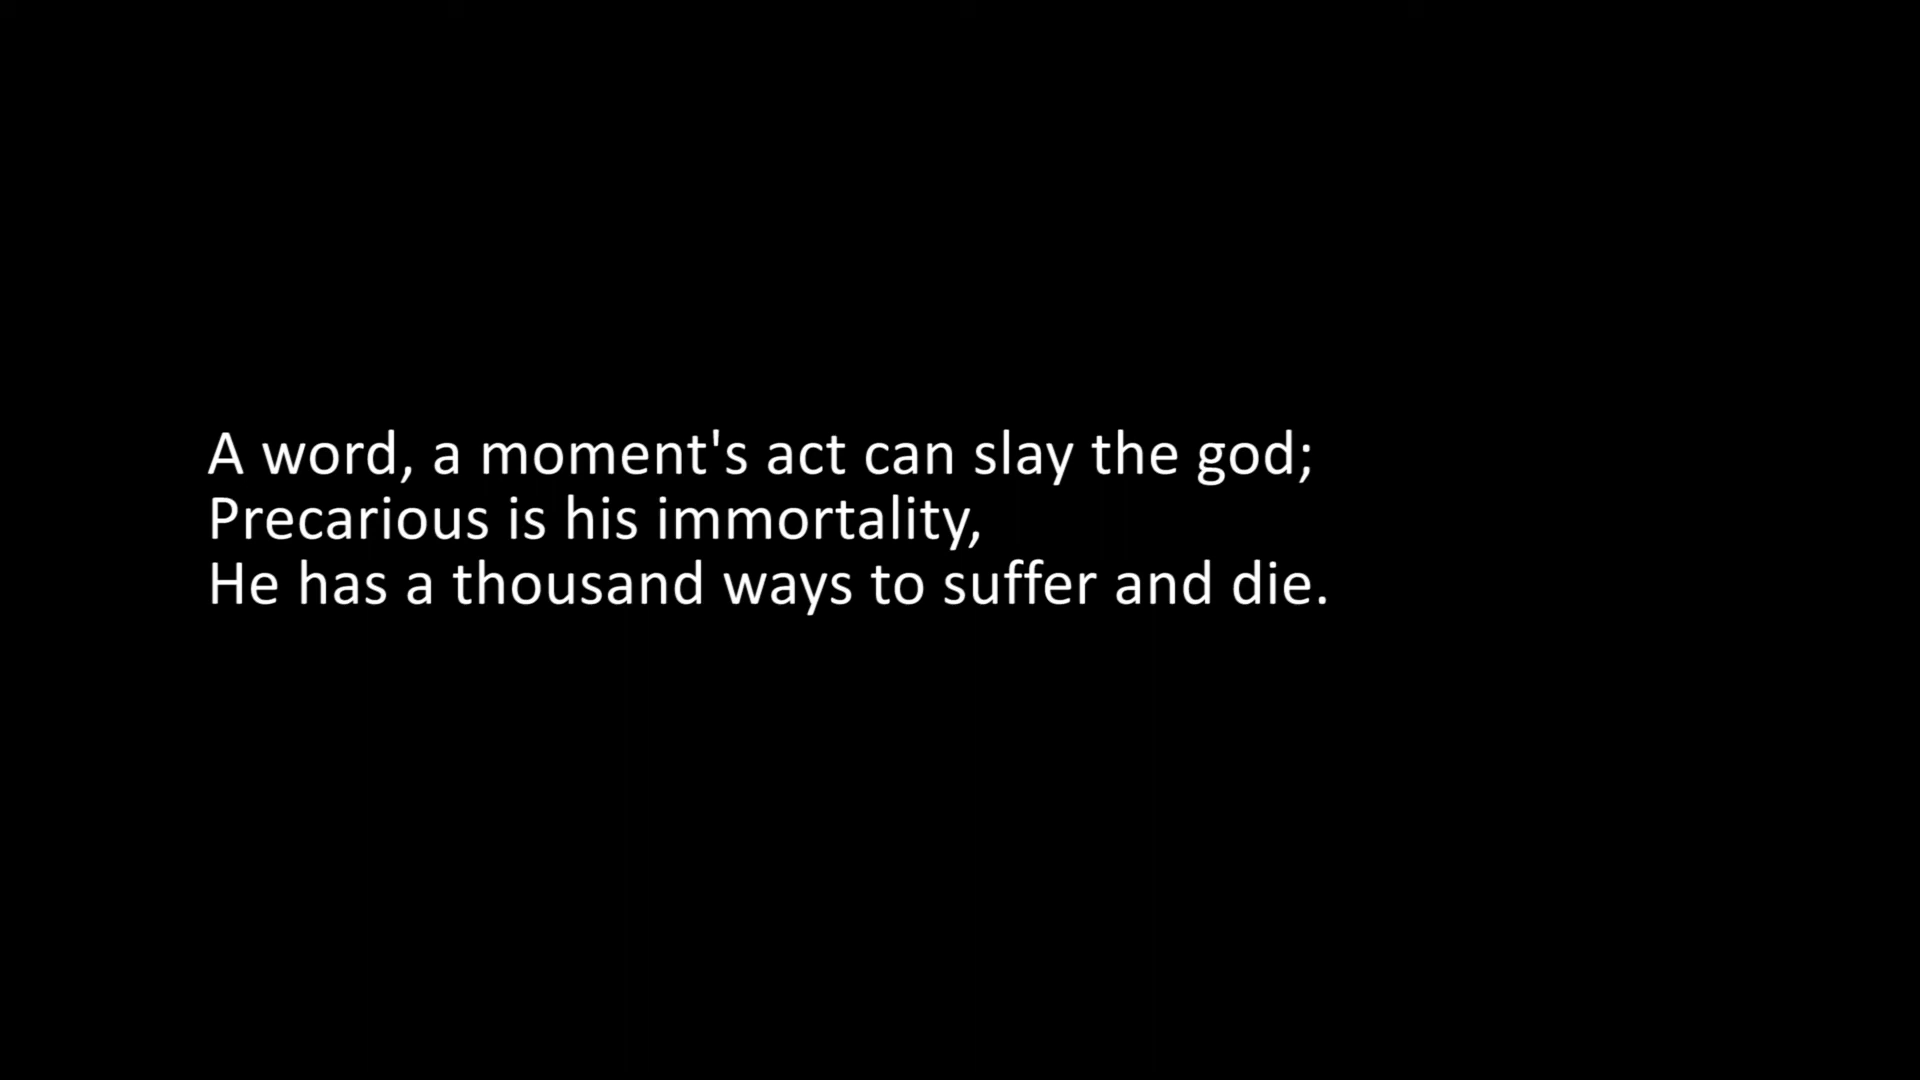 A word, a moment's act can slay the god;
Precarious is his immortality,
He has a thousand ways to suffer and die.